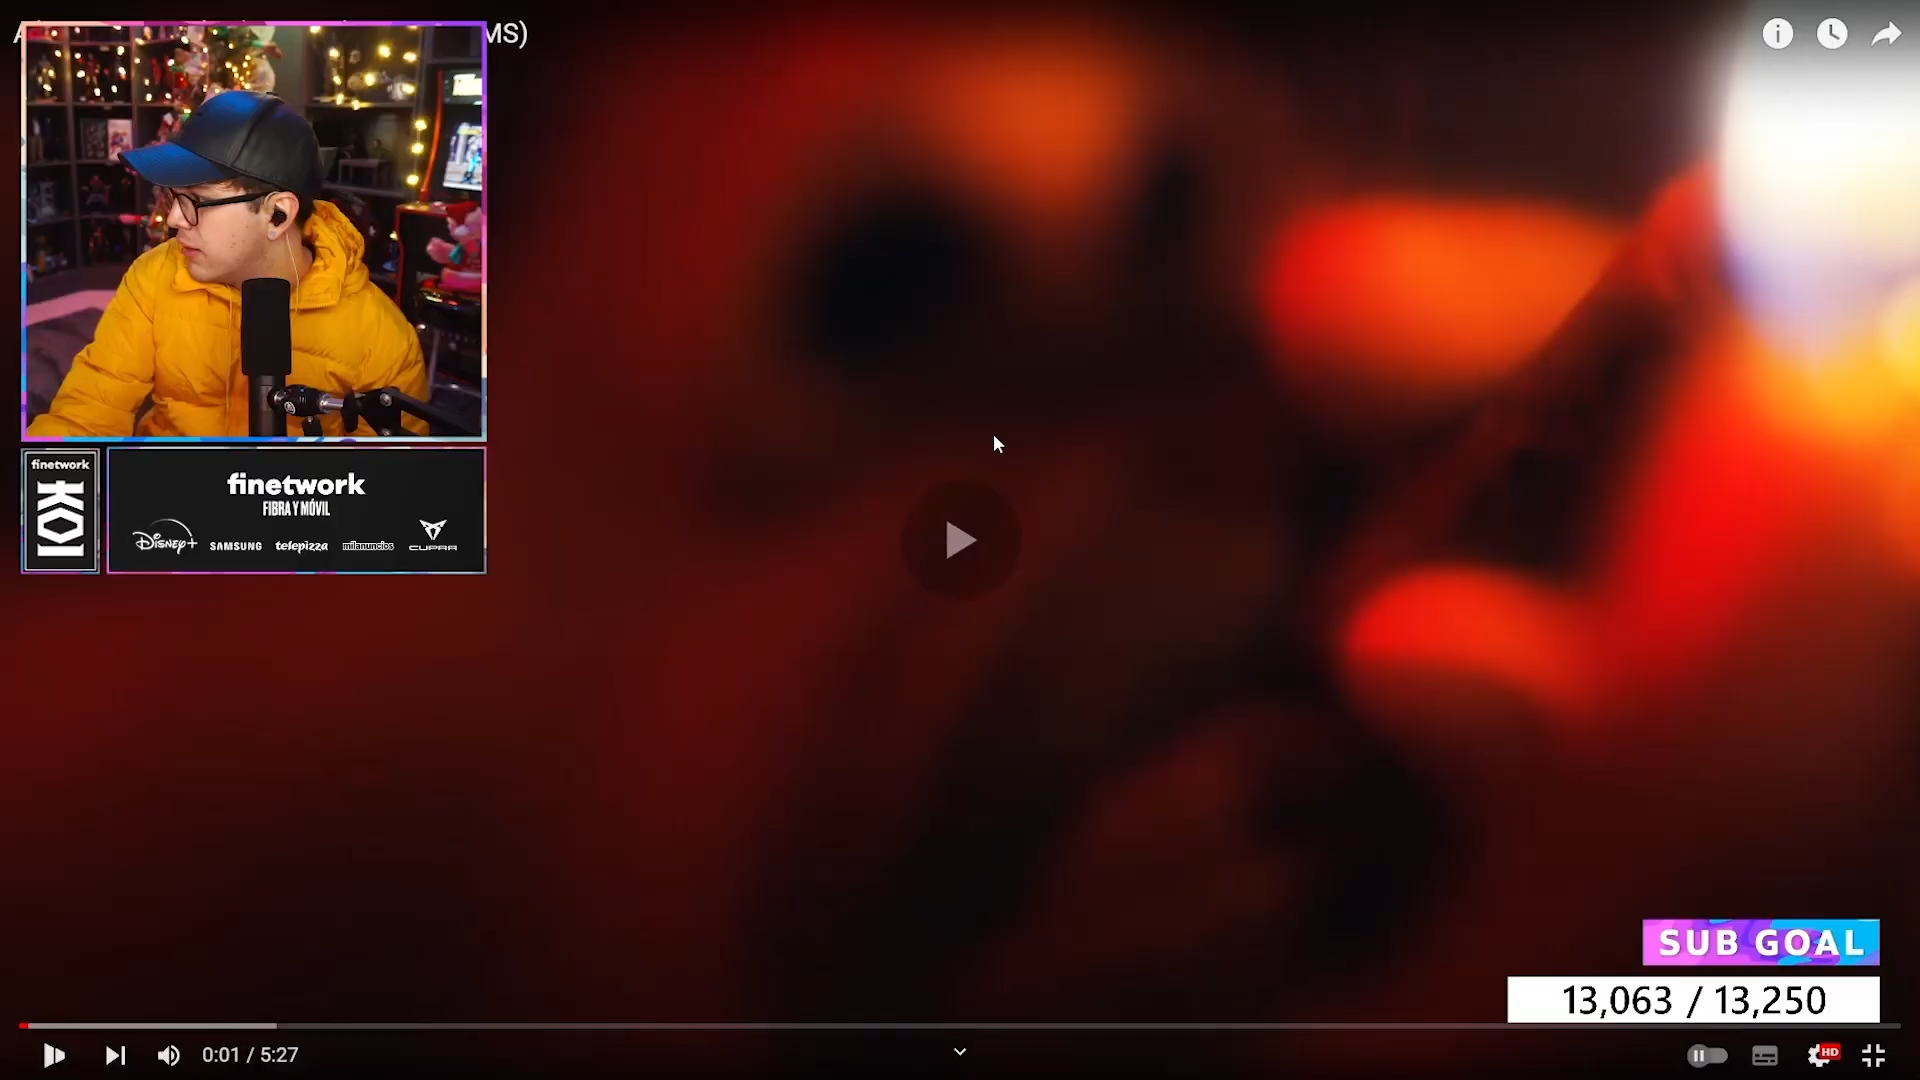 MS)
finetwork
KOI
finetwork
FIBRA Y MÓVIL
Disney+ SAMSUNG telepizza milanuncios CUPRA
SUB GOAL
13,063 / 13,250
0:01 / 5:27
HD